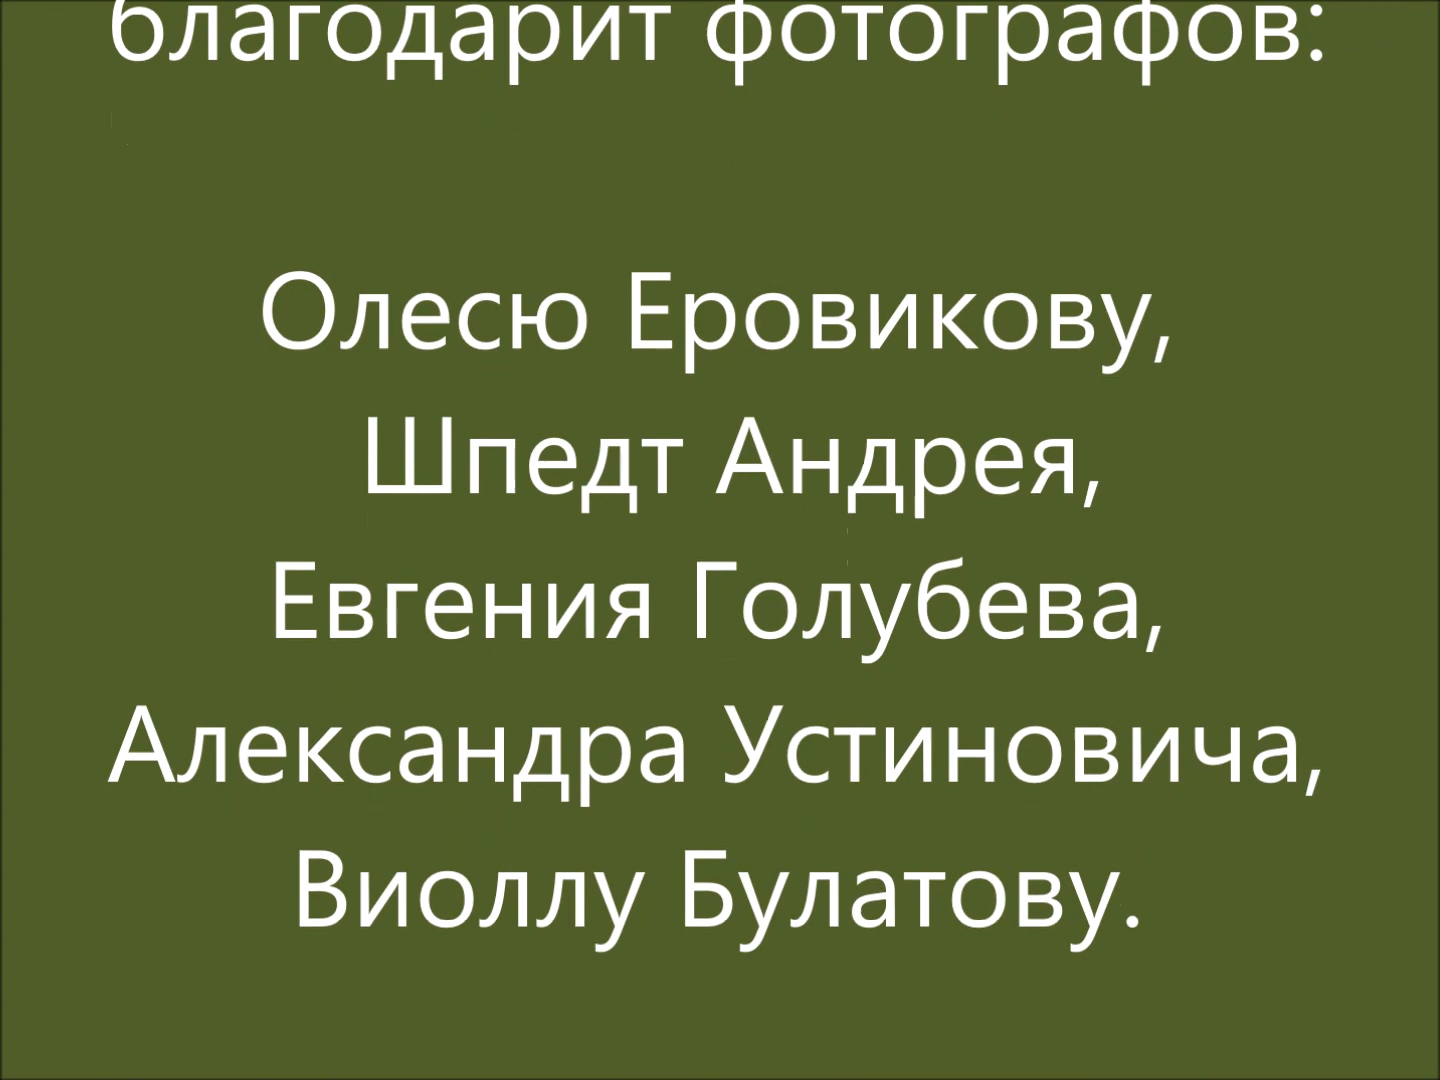 благодарит фотографов:
Олесю Еровикову,
Шпедт Андрея,
Евгения Голубева,
Александра Устиновича,
Виоллу Булатову.